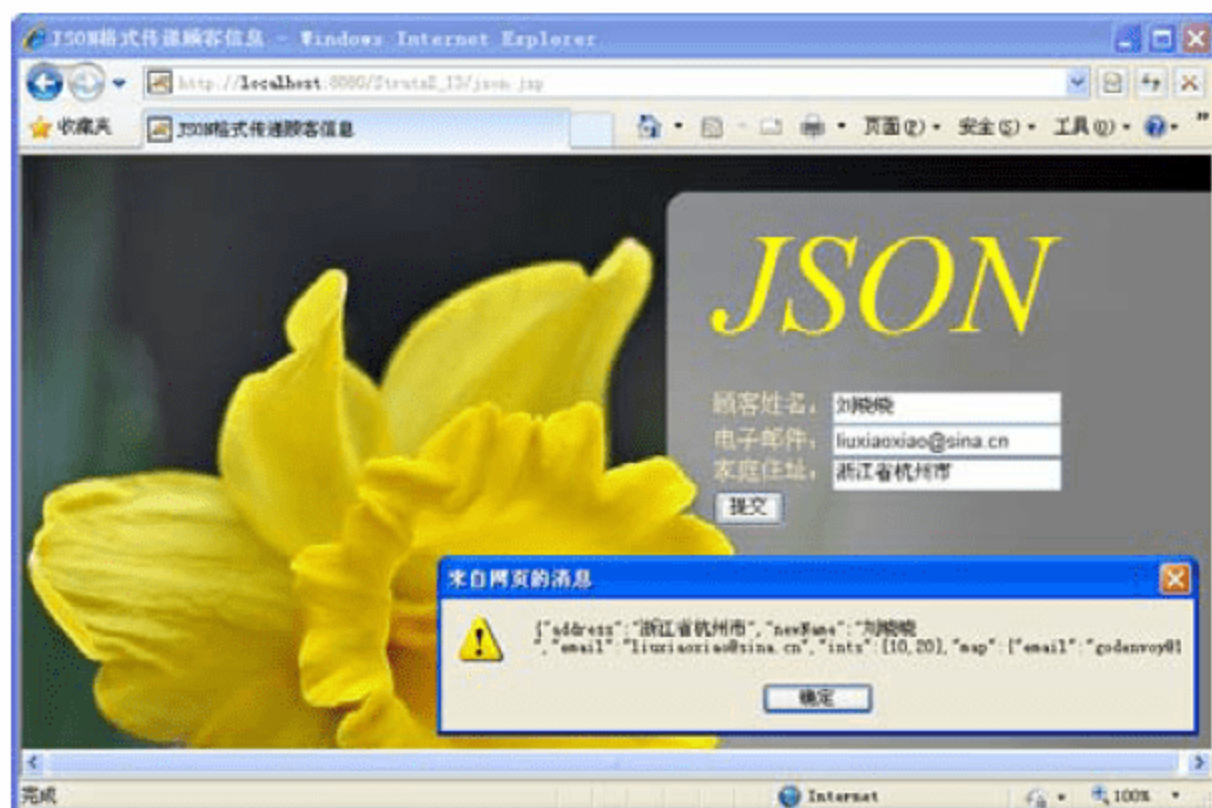 JSON格式传递顾客信息 - Windows Internet Explorer
http://localhost:8080/Struts2_13/json.jsp
收藏夹
JSON格式传递顾客信息
页面(P)
安全(S)
工具(O)
JSON
顾客姓名：
刘晓晓
电子邮件：
liuxiaoxiao@sina.cn
家庭住址：
浙江省杭州市
提交
来自网页的消息
{"address":"浙江省杭州市","newName":"刘晓晓
","email":"liuxiaoxiao@sina.cn","ints":[10,20],"map":{"email":"godenvoy@1
确定
完成
Internet
100%